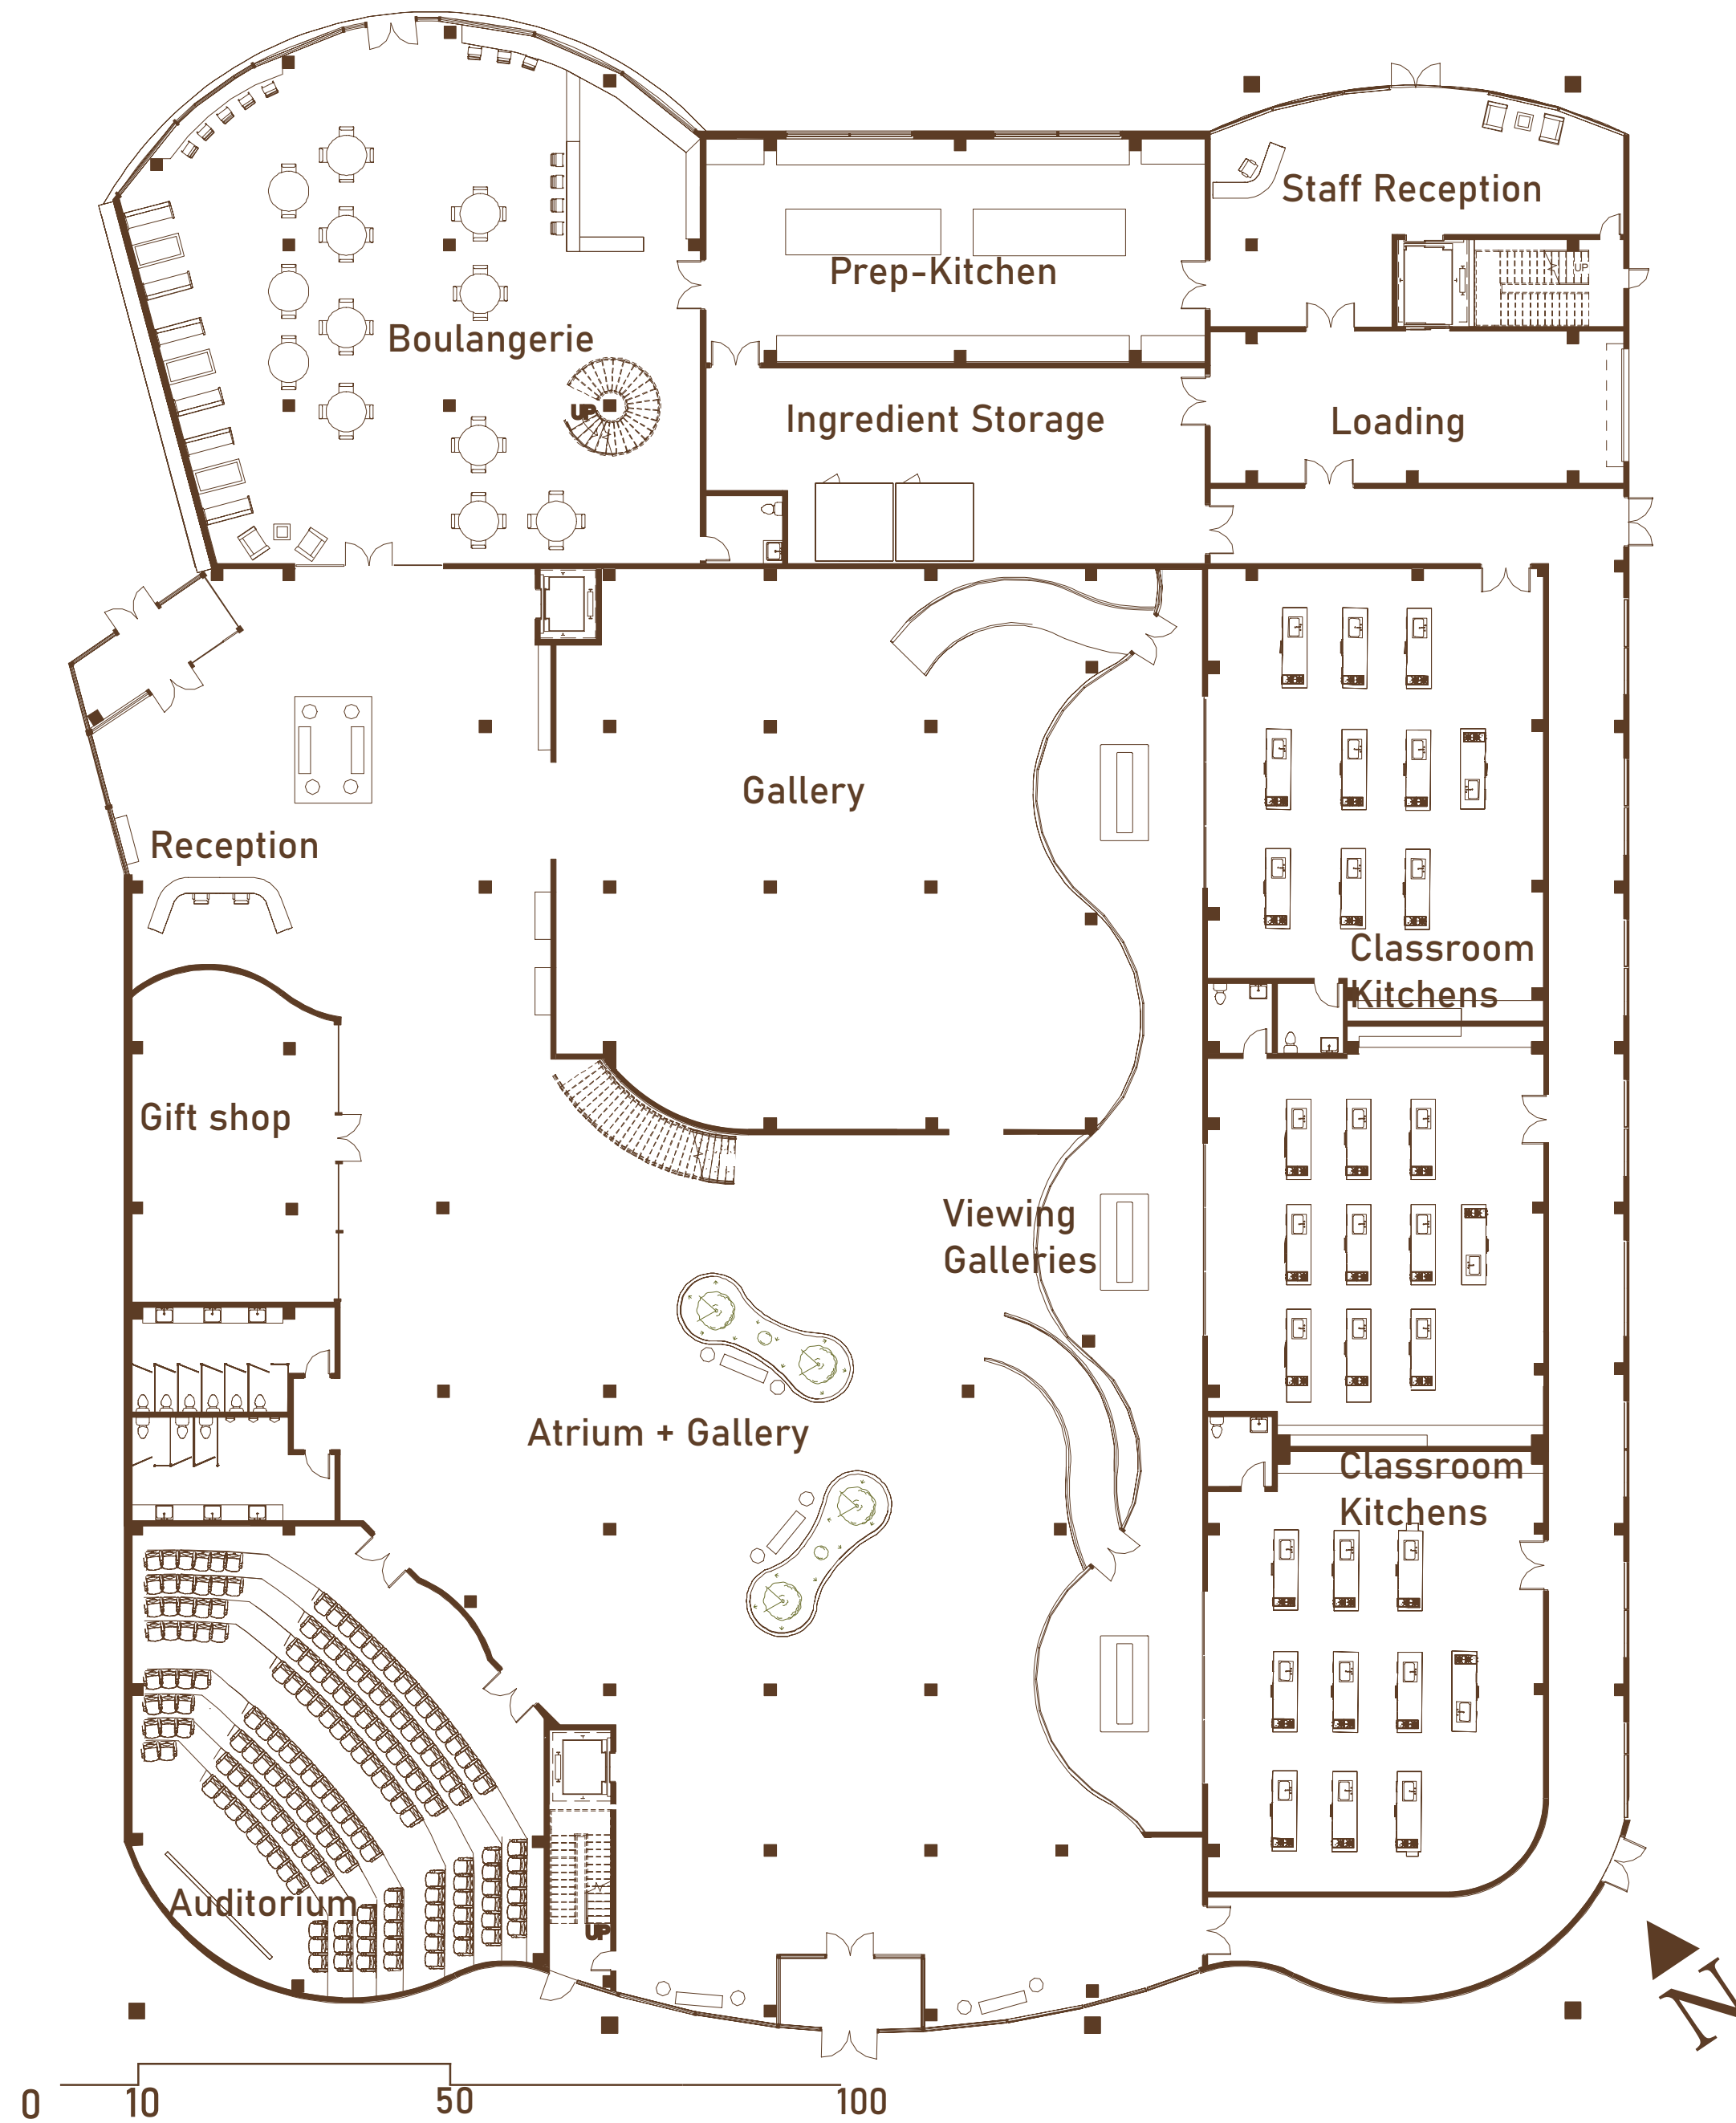 Staff Reception
UP
Prep-Kitchen
Boulangerie
UP
Ingredient Storage
Loading
Gallery
Reception
Classroom
Kitchens
Gift shop
Viewing
Galleries
Atrium + Gallery
Classroom
Kitchens
Auditorium
UP
N
0 10 50 100